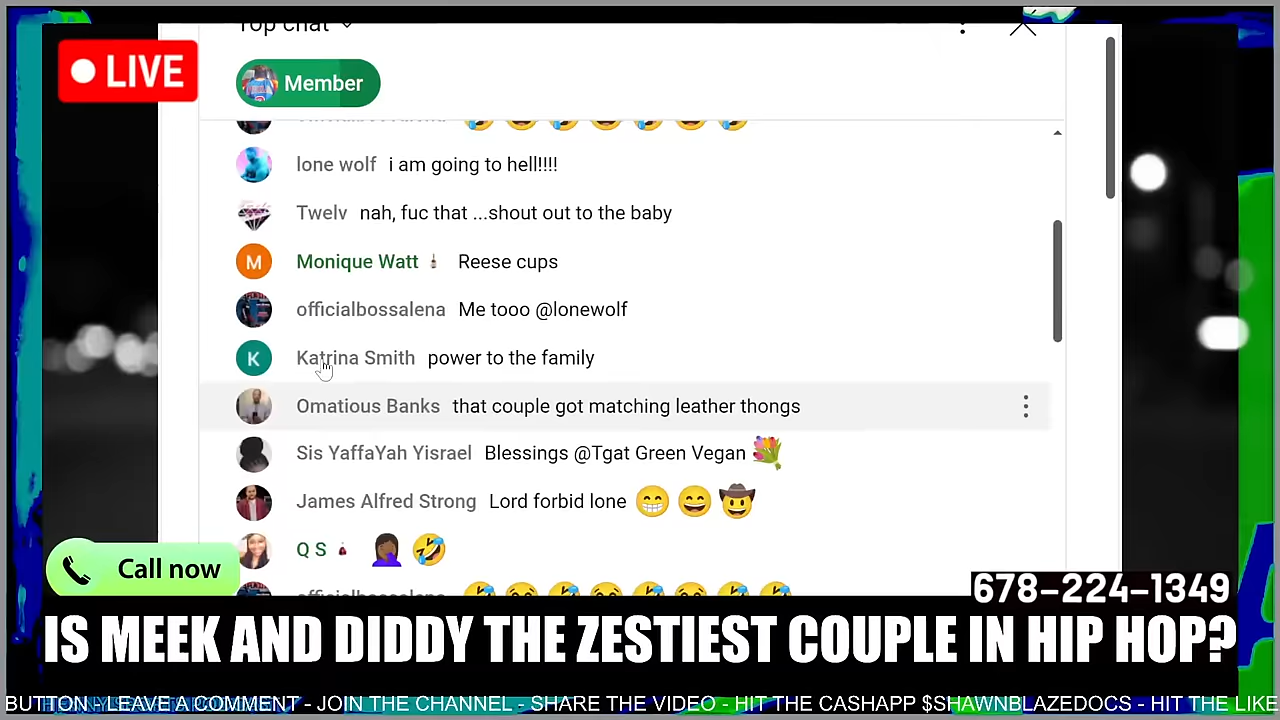 Top chat
LIVE
Member
lone wolf i am going to hell!!!!
Twelv nah, fuc that ...shout out to the baby
M Monique Watt Reese cups
officialbossalena Me tooo @lonewolf
K Katrina Smith power to the family
Omatious Banks that couple got matching leather thongs
Sis YaffaYah Yisrael Blessings @Tgat Green Vegan
James Alfred Strong Lord forbid lone
Q S
Call now
officialbossalena
678-224-1349
IS MEEK AND DIDDY THE ZESTIEST COUPLE IN HIP HOP?
BUTTON - LEAVE A COMMENT - JOIN THE CHANNEL - SHARE THE VIDEO - HIT THE CASHAPP $SHAWNBLAZEDOCS - HIT THE LIKE